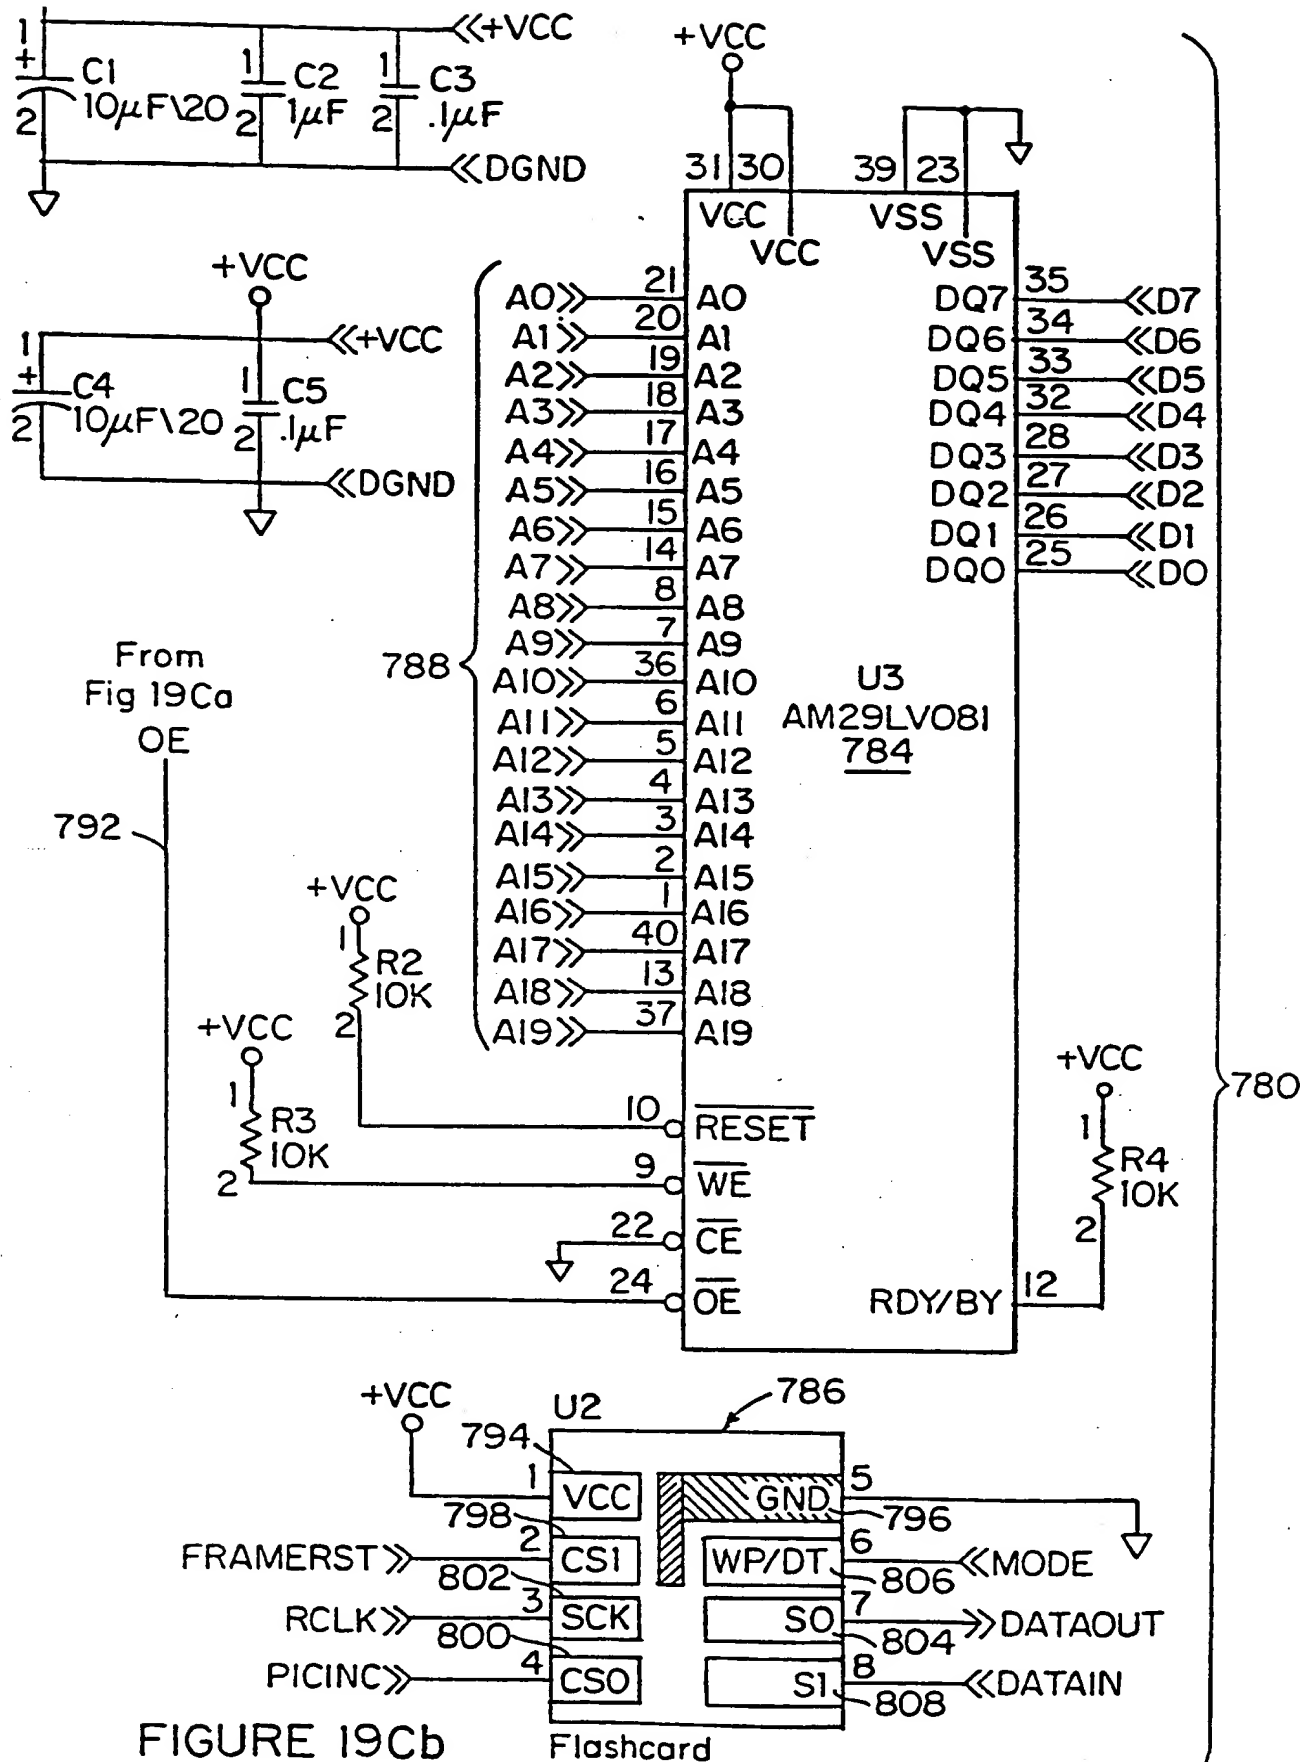 1 <<+VCC
+ C1 1 C2 1 C3
10µF\20 1µF .1µF
2 2 2
<<DGND
+VCC
1 <<+VCC
+ C4 1 C5
10µF\20 .1µF
2 2
<<DGND
+VCC
31 30 39 23
VCC VSS
VCC VSS
A0>> 21 A0
A1>> 20 A1
A2>> 19 A2
A3>> 18 A3
A4>> 17 A4
A5>> 16 A5
A6>> 15 A6
A7>> 14 A7
A8>> 8 A8
A9>> 7 A9
A10>> 36 A10
A11>> 6 A11
A12>> 5 A12
A13>> 4 A13
A14>> 3 A14
A15>> 2 A15
A16>> 1 A16
A17>> 40 A17
A18>> 13 A18
A19>> 37 A19
788
DQ7 35 <<D7
DQ6 34 <<D6
DQ5 33 <<D5
DQ4 32 <<D4
DQ3 28 <<D3
DQ2 27 <<D2
DQ1 26 <<D1
DQ0 25 <<D0
U3
AM29LV081
784
From
Fig 19Ca
OE
792
+VCC
1
R2
10K
2
+VCC
1
R3
10K
2
10 RESET
9 WE
22 CE
24 OE
RDY/BY 12
+VCC
1
R4
10K
2
780
+VCC
U2
786
794
1 VCC
GND 5
796
798
FRAMERST>> 2 CS1
WP/DT 6 <<MODE
806
802
RCLK>> 3 SCK
SO 7 >>DATAOUT
804
800
PICINC>> 4 CSO
S1 8 <<DATAIN
808
FIGURE 19Cb
Flashcard